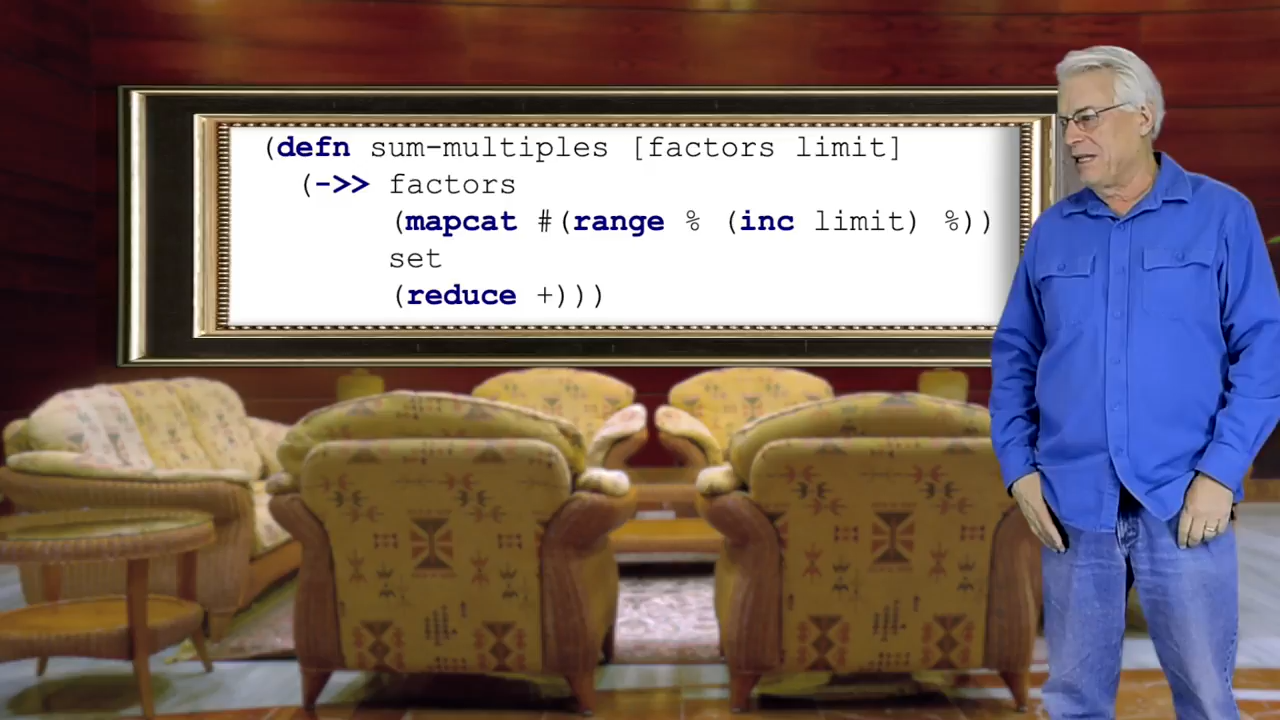 (defn sum-multiples [factors limit]
(->> factors
(mapcat #(range % (inc limit) %))
set
(reduce +)))